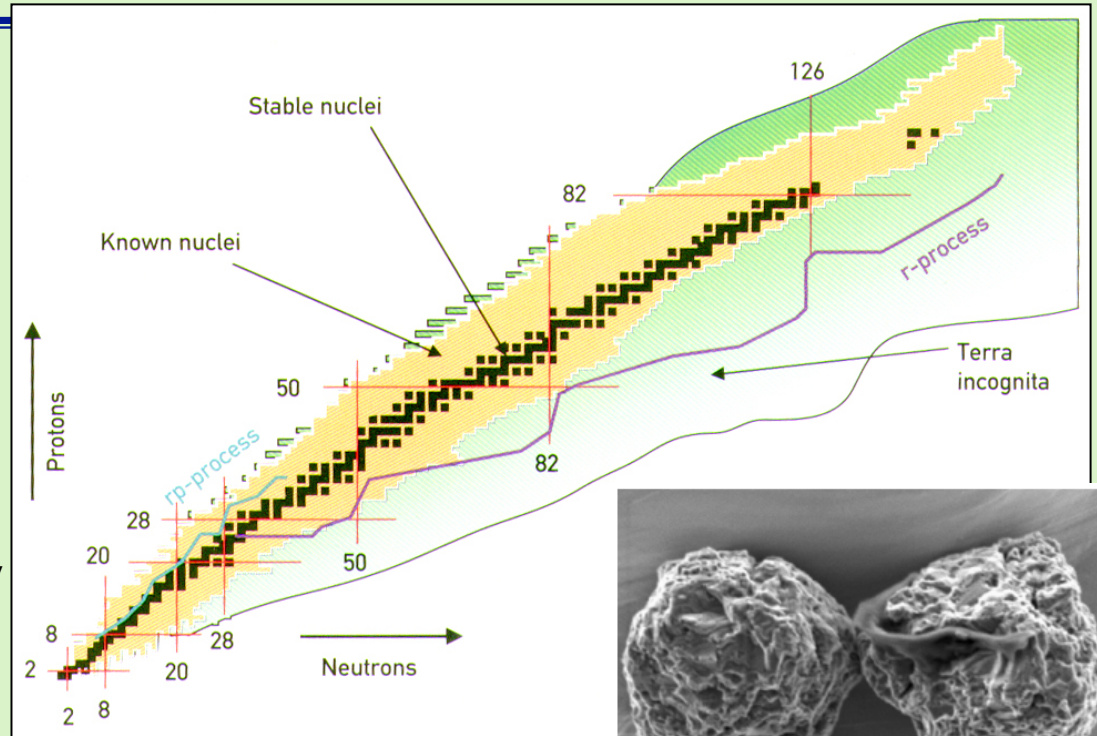 126
Stable nuclei
82
Known nuclei
r-process
Terra
incognita
50
Protons
rp-process
82
28
50
20
8
28
Neutrons
2
20
2
8